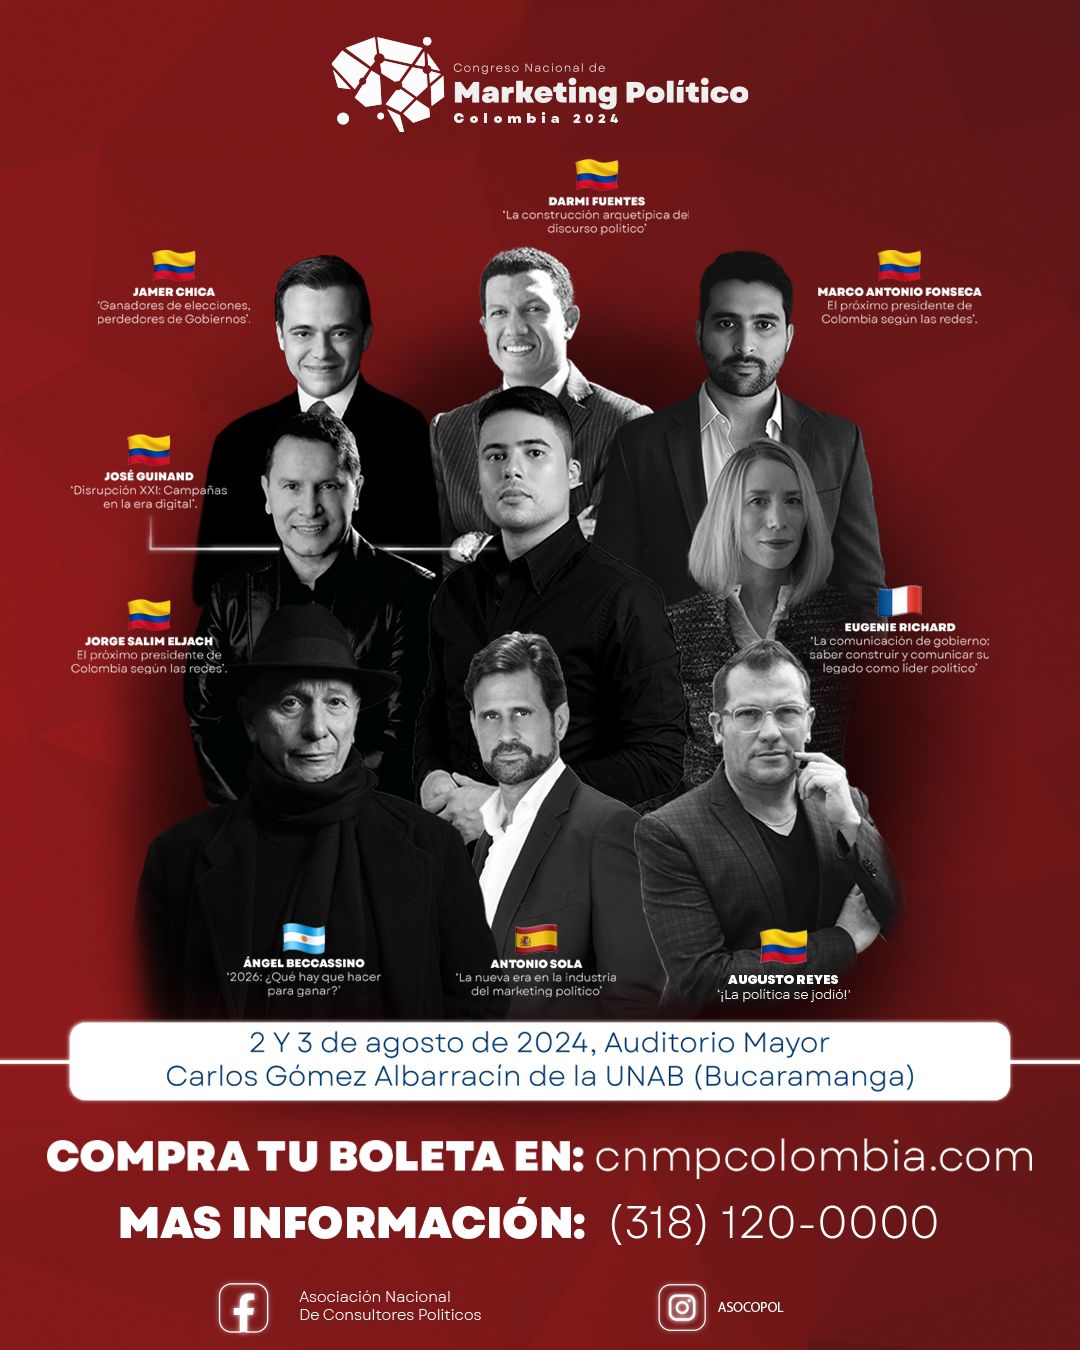 Congreso Nacional de
Marketing Político
Colombia 2024
DARMI FUENTES
'La construcción arquetípica del
discurso político'
JAMER CHICA
'Ganadores de elecciones,
perdedores de Gobiernos'.
MARCO ANTONIO FONSECA
El próximo presidente de
Colombia según las redes'.
JOSÉ GUINAND
'Disrupción XXI: Campañas
en la era digital'.
JORGE SALIM ELJACH
El próximo presidente de
Colombia según las redes'.
EUGENIE RICHARD
'La comunicación de gobierno:
saber construir y comunicar su
legado como líder político'
ÁNGEL BECCASSINO
'2026: ¿Qué hay que hacer
para ganar?'
ANTONIO SOLA
'La nueva era en la industria
del marketing político'
AUGUSTO REYES
'¡La política se jodió!'
2 Y 3 de agosto de 2024, Auditorio Mayor
Carlos Gómez Albarracín de la UNAB (Bucaramanga)
COMPRA TU BOLETA EN: cnmpcolombia.com
MAS INFORMACIÓN: (318) 120-0000
Asociación Nacional
De Consultores Políticos
ASOCOPOL